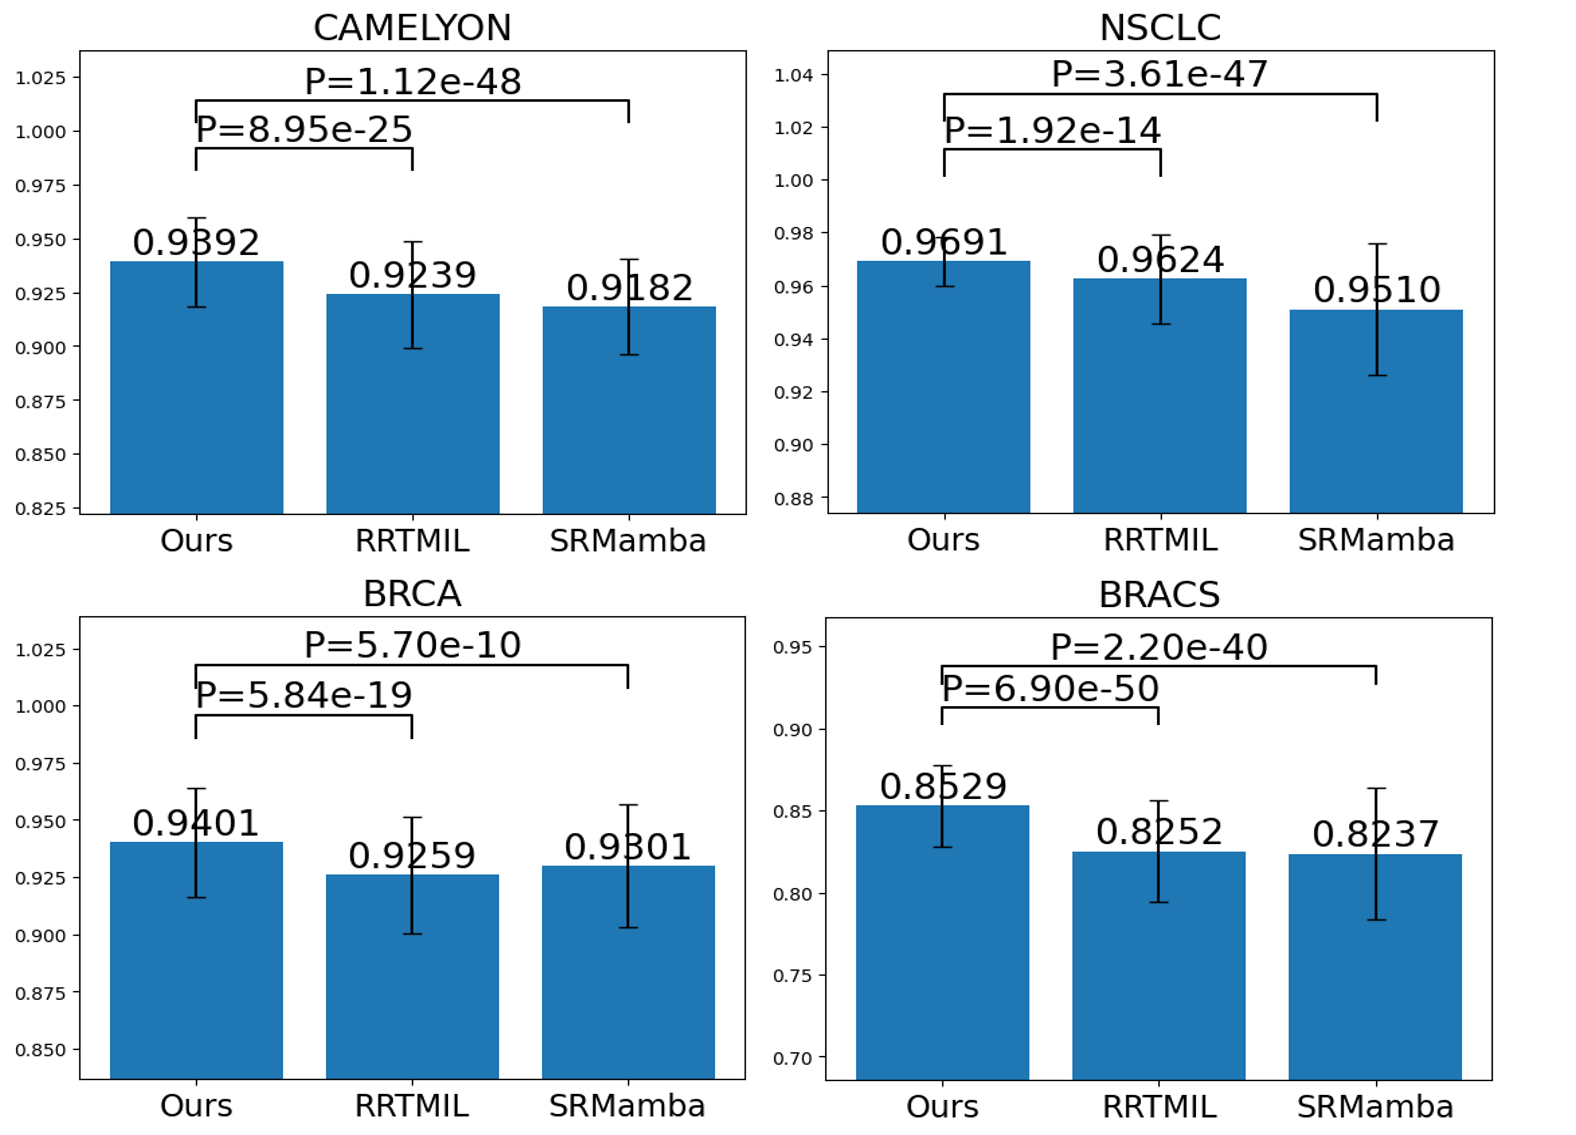 CAMELYON
1.025
1.000
0.975
0.950
0.925
0.900
0.875
0.850
0.825
P=1.12e-48
P=8.95e-25
0.9392
0.9239
0.9182
Ours RRTMIL SRMamba
NSCLC
1.04
1.02
1.00
0.98
0.96
0.94
0.92
0.90
0.88
P=3.61e-47
P=1.92e-14
0.9691
0.9624
0.9510
Ours RRTMIL SRMamba
BRCA
1.025
1.000
0.975
0.950
0.925
0.900
0.875
0.850
P=5.70e-10
P=5.84e-19
0.9401
0.9259
0.9301
Ours RRTMIL SRMamba
BRACS
0.95
0.90
0.85
0.80
0.75
0.70
P=2.20e-40
P=6.90e-50
0.8529
0.8252
0.8237
Ours RRTMIL SRMamba